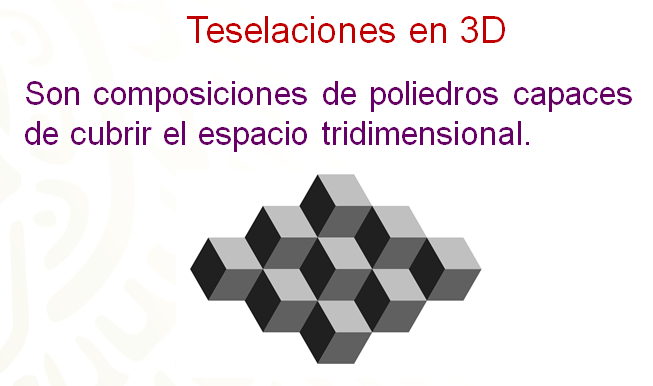 Teselaciones en 3D
Son composiciones de poliedros capaces
de cubrir el espacio tridimensional.